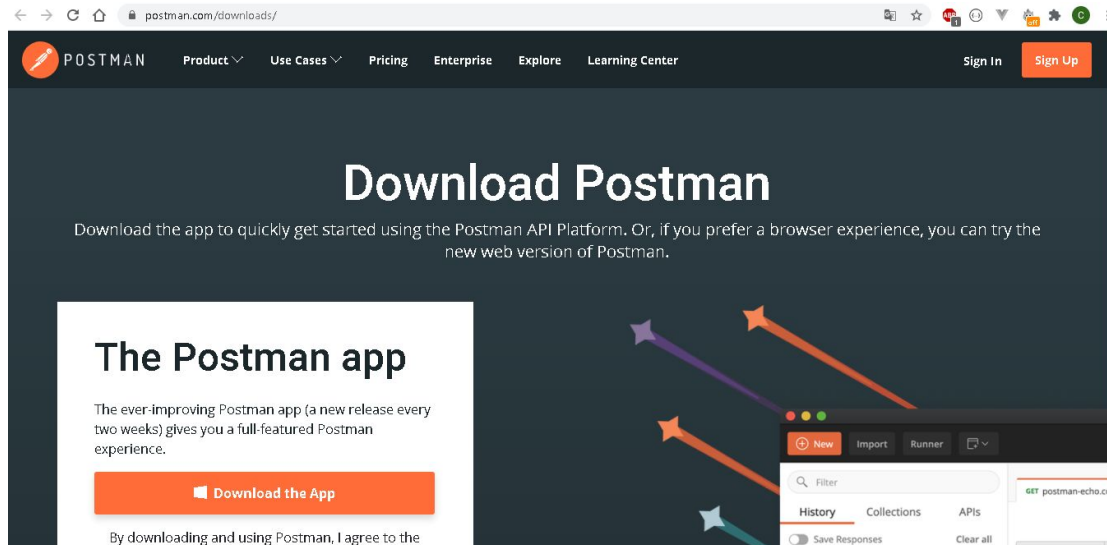 postman.com/downloads/
ABP
1
off
C
POSTMAN Product Use Cases Pricing Enterprise Explore Learning Center Sign In Sign Up
Download Postman
Download the app to quickly get started using the Postman API Platform. Or, if you prefer a browser experience, you can try the
new web version of Postman.
The Postman app
The ever-improving Postman app (a new release every
two weeks) gives you a full-featured Postman
experience.
Download the App
By downloading and using Postman, I agree to the
New Import Runner
Filter
History Collections APIs
Save Responses Clear all
GET postman-echo.c